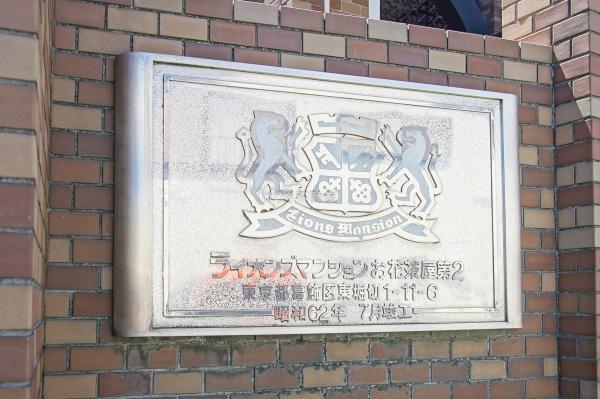 Lions Mansion
ライオンズマンションお花茶屋第2
東京都葛飾区東堀切1-11-6
昭和62年 7月竣工